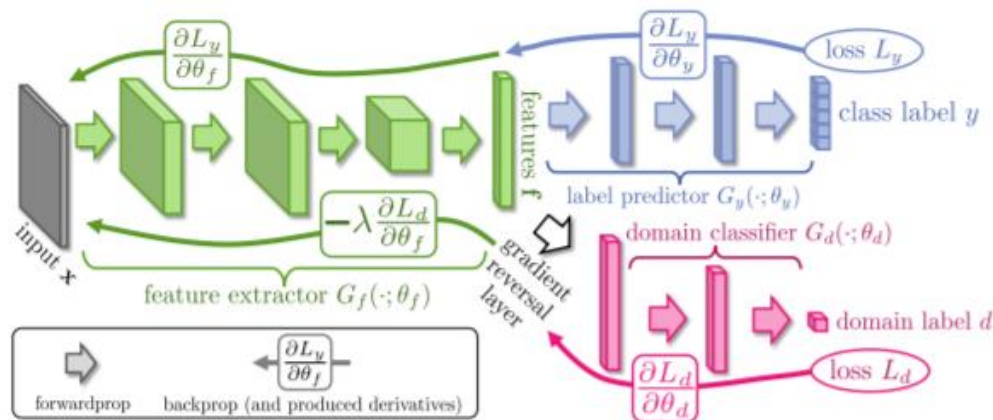 ∂L_y/∂θ_f
∂L_y/∂θ_y
loss L_y
features f
class label y
label predictor G_y(·; θ_y)
input x
−λ ∂L_d/∂θ_f
feature extractor G_f(·; θ_f)
gradient
reversal
layer
domain classifier G_d(·; θ_d)
domain label d
∂L_d/∂θ_d
loss L_d
forwardprop
∂L_y/∂θ_f
backprop (and produced derivatives)